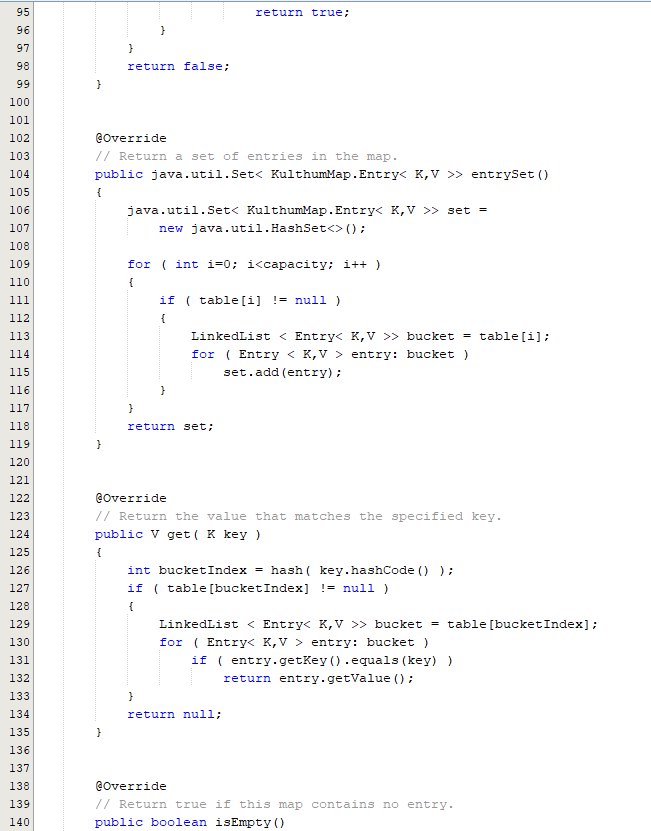 95 return true;
96 }
97 }
98 return false;
99 }
100
101
102 @Override
103 // Return a set of entries in the map.
104 public java.util.Set< KulthumMap.Entry< K,V >> entrySet()
105 {
106 java.util.Set< KulthumMap.Entry< K,V >> set =
107 new java.util.HashSet<>();
108
109 for ( int i=0; i<capacity; i++ )
110 {
111 if ( table[i] != null )
112 {
113 LinkedList < Entry< K,V >> bucket = table[i];
114 for ( Entry < K,V > entry: bucket )
115 set.add(entry);
116 }
117 }
118 return set;
119 }
120
121
122 @Override
123 // Return the value that matches the specified key.
124 public V get( K key )
125 {
126 int bucketIndex = hash( key.hashCode() );
127 if ( table[bucketIndex] != null )
128 {
129 LinkedList < Entry< K,V >> bucket = table[bucketIndex];
130 for ( Entry< K,V > entry: bucket )
131 if ( entry.getKey().equals(key) )
132 return entry.getValue();
133 }
134 return null;
135 }
136
137
138 @Override
139 // Return true if this map contains no entry.
140 public boolean isEmpty()